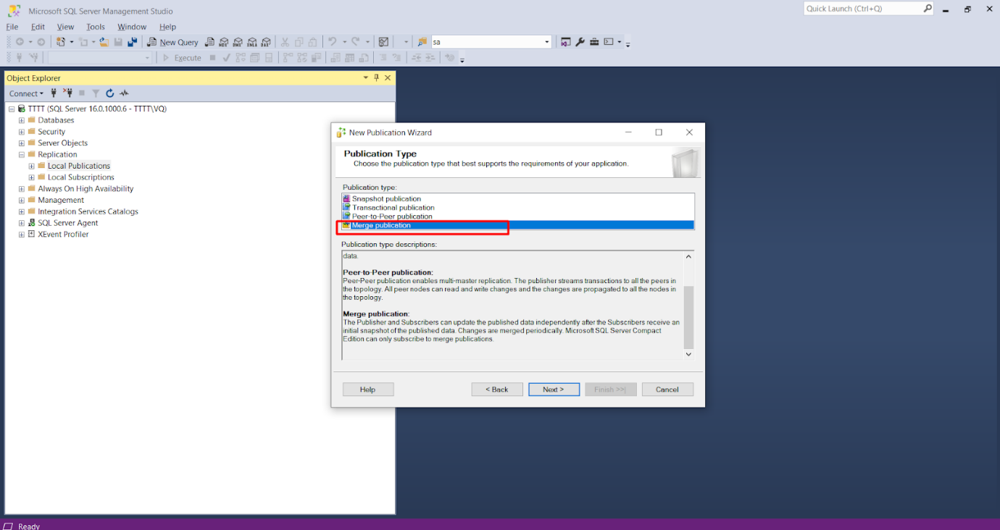 Microsoft SQL Server Management Studio
Quick Launch (Ctrl+Q)
File Edit View Tools Window Help
New Query MDX DMX XMLA DAX sa
Execute
Object Explorer
Connect
TTTT (SQL Server 16.0.1000.6 - TTTT\VQ)
Databases
Security
Server Objects
Replication
Local Publications
Local Subscriptions
Always On High Availability
Management
Integration Services Catalogs
SQL Server Agent
XEvent Profiler
New Publication Wizard
Publication Type
Choose the publication type that best supports the requirements of your application.
Publication type:
Snapshot publication
Transactional publication
Peer-to-Peer publication
Merge publication
Publication type descriptions:
data.
Peer-to-Peer publication:
Peer-Peer publication enables multi-master replication. The publisher streams transactions to all the peers in
the topology. All peer nodes can read and write changes and the changes are propagated to all the nodes in
the topology.
Merge publication:
The Publisher and Subscribers can update the published data independently after the Subscribers receive an
initial snapshot of the published data. Changes are merged periodically. Microsoft SQL Server Compact
Edition can only subscribe to merge publications.
Help < Back Next > Finish >>| Cancel
Ready